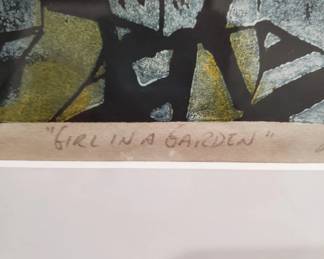 "GIRL IN A GARDEN"